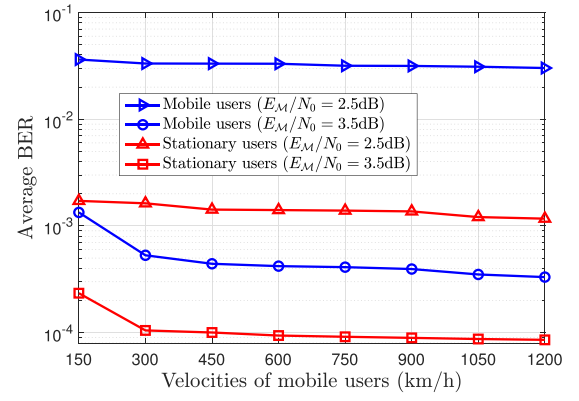 10^-1
10^-2
10^-3
10^-4
Average BER
Mobile users (E_M/N_0 = 2.5dB)
Mobile users (E_M/N_0 = 3.5dB)
Stationary users (E_M/N_0 = 2.5dB)
Stationary users (E_M/N_0 = 3.5dB)
150 300 450 600 750 900 1050 1200
Velocities of mobile users (km/h)